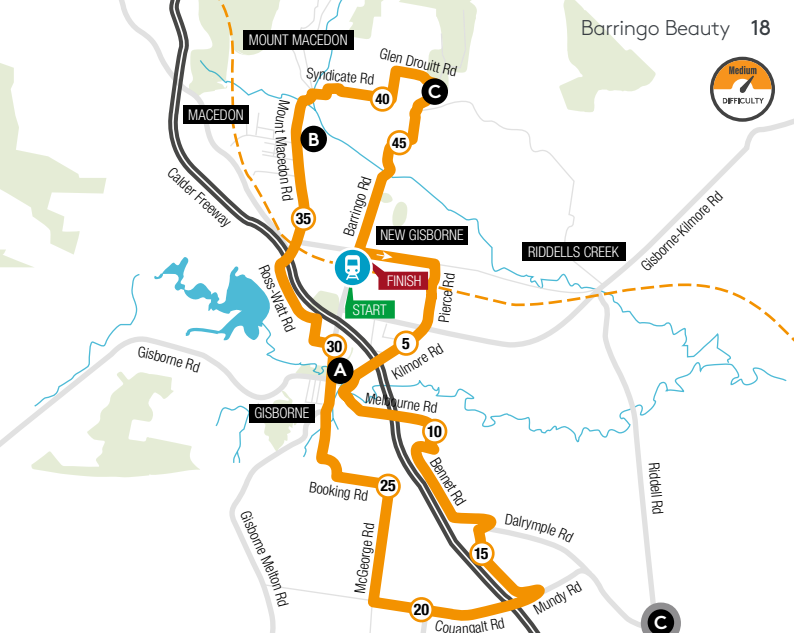 Barringo Beauty 18
Medium
DIFFICULTY
MOUNT MACEDON
Glen Drouitt Rd
Syndicate Rd
40
C
MACEDON
Mount Macedon Rd
B
45
Calder Freeway
Barringo Rd
35
NEW GISBORNE
RIDDELLS CREEK
Gisborne-Kilmore Rd
FINISH
START
Pierce Rd
Ross-Watt Rd
30
5
Kilmore Rd
Gisborne Rd
A
GISBORNE
Melbourne Rd
10
Bennet Rd
Booking Rd
25
Riddell Rd
Gisborne Melton Rd
McGeorge Rd
Dalrymple Rd
15
20
Mundy Rd
Couangalt Rd
C